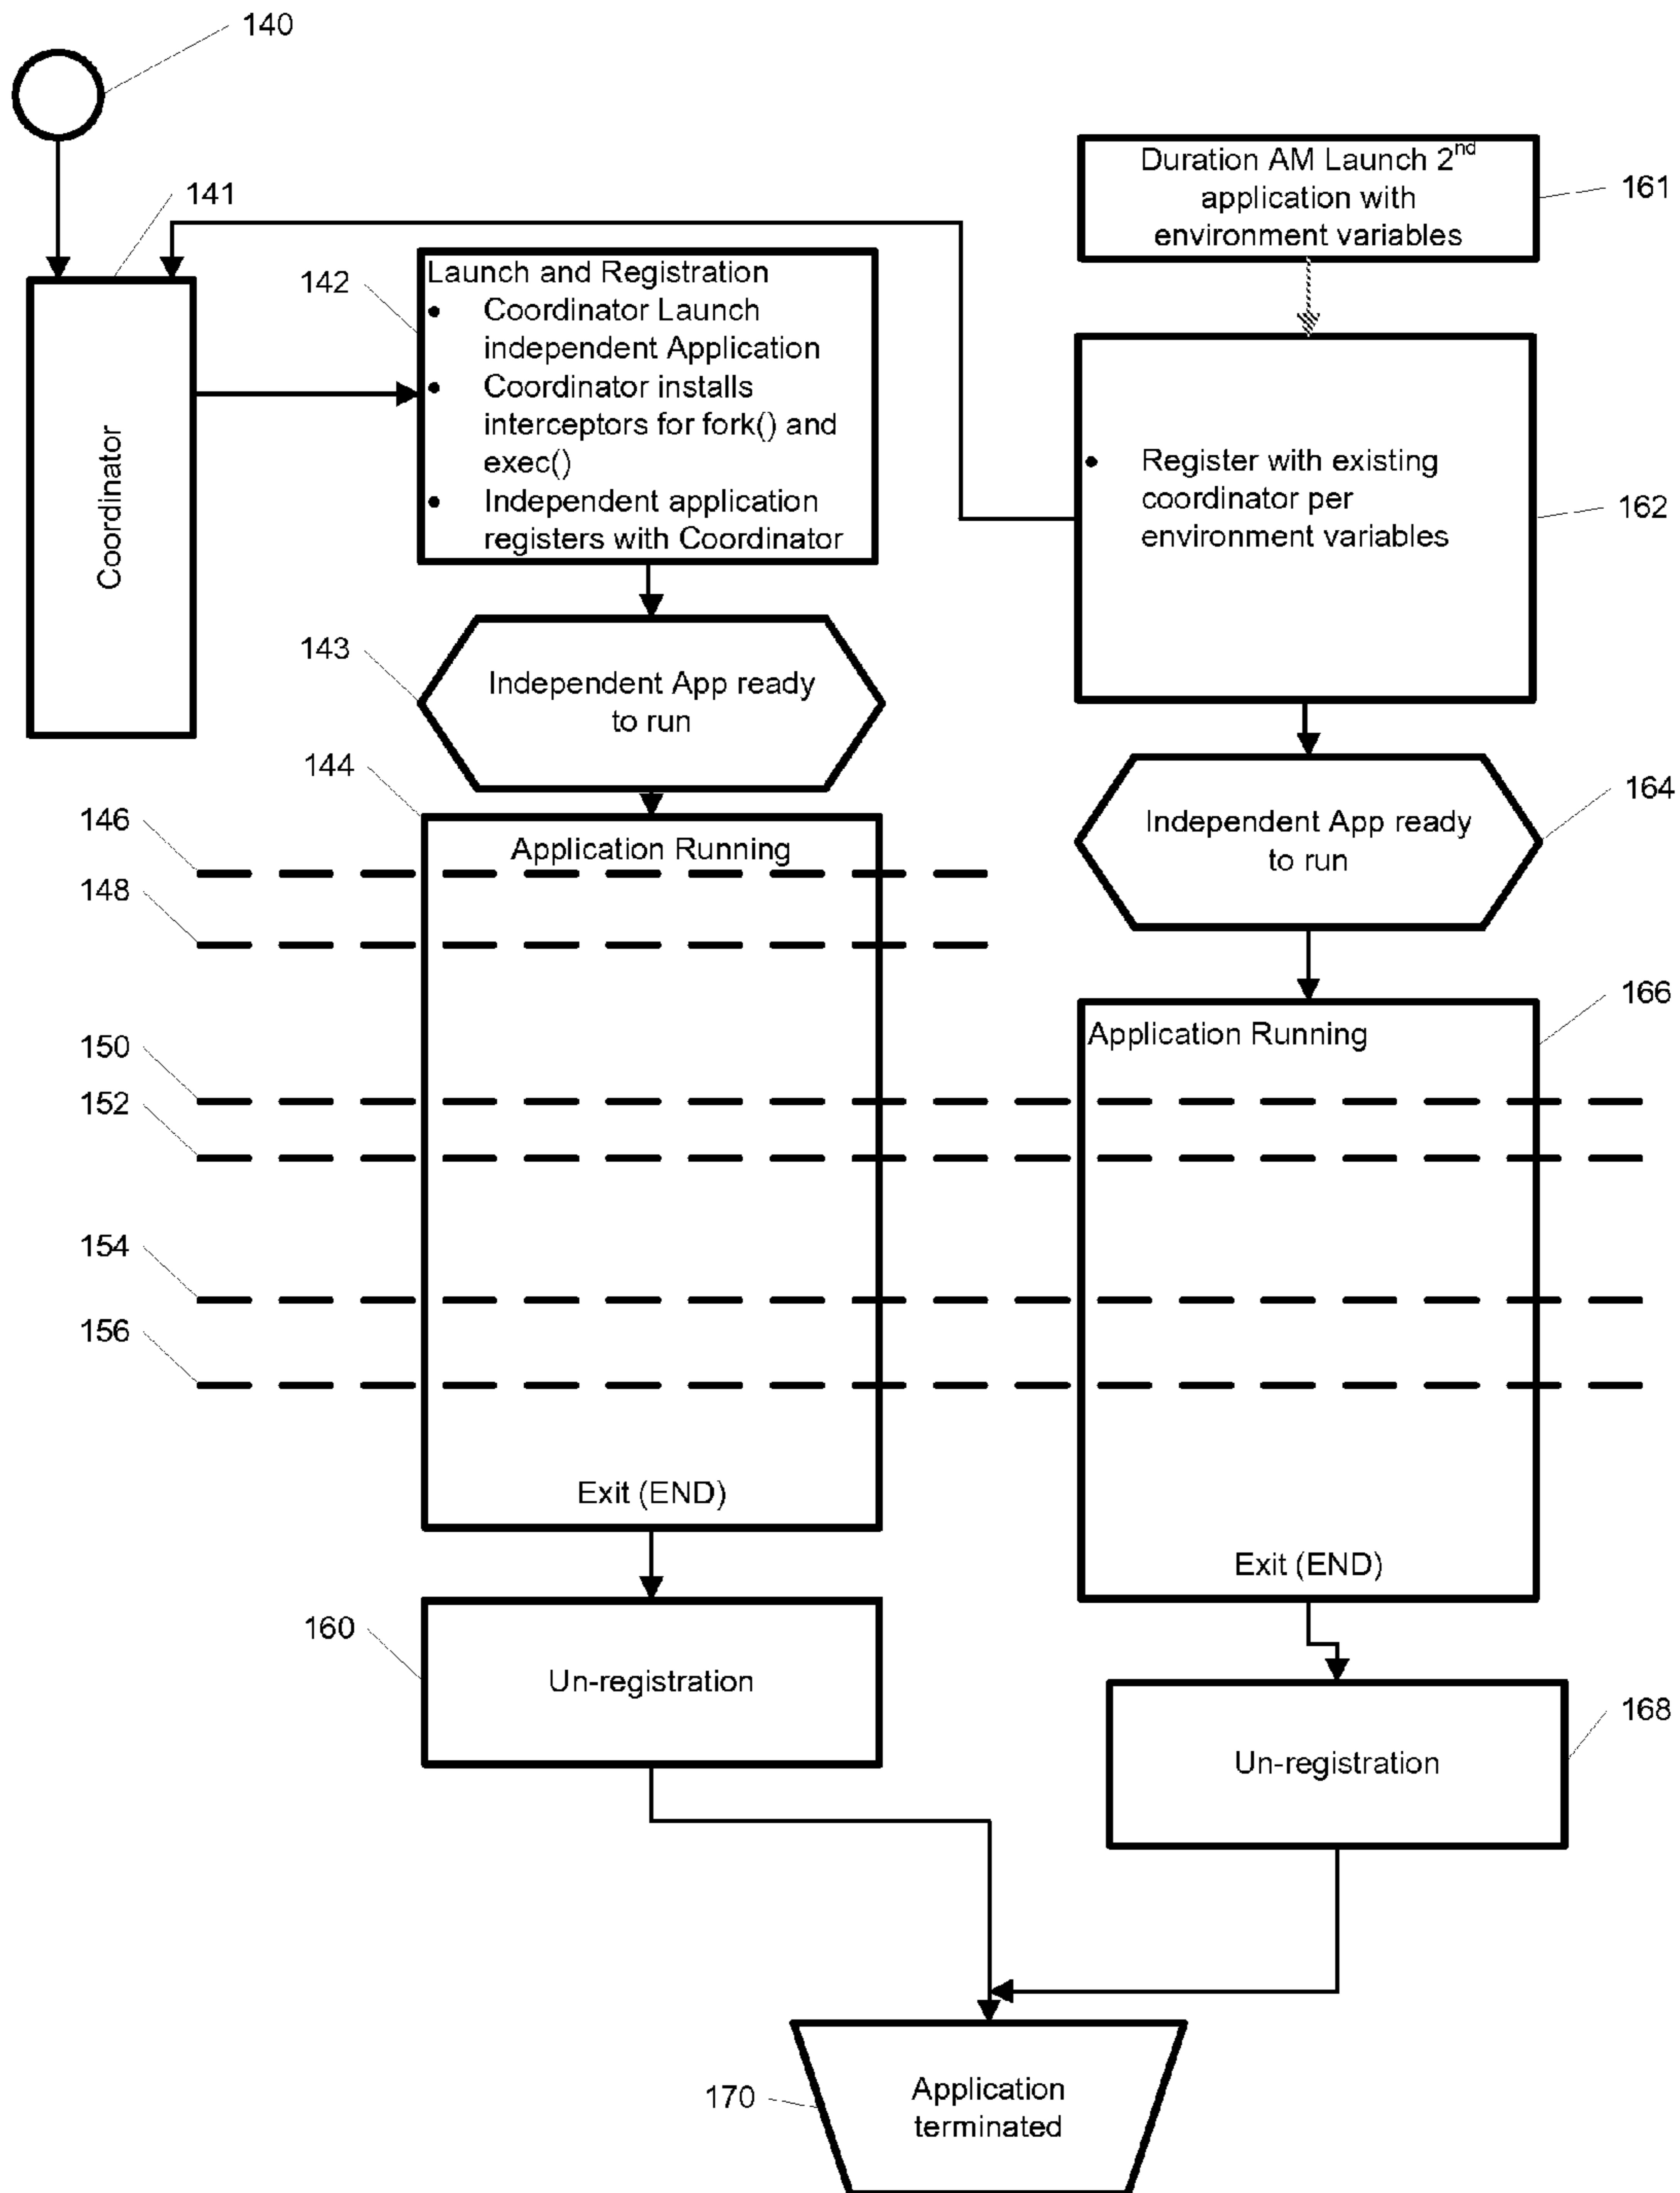 140
Duration AM Launch 2nd
application with
environment variables
161
141
142
Launch and Registration
• Coordinator Launch
independent Application
• Coordinator installs
interceptors for fork() and
exec()
• Independent application
registers with Coordinator
Coordinator
• Register with existing
coordinator per
environment variables
162
143
Independent App ready
to run
144
164
Independent App ready
to run
146
Application Running
148
166
Application Running
150
152
154
156
Exit (END)
Exit (END)
160
Un-registration
168
Un-registration
170
Application
terminated